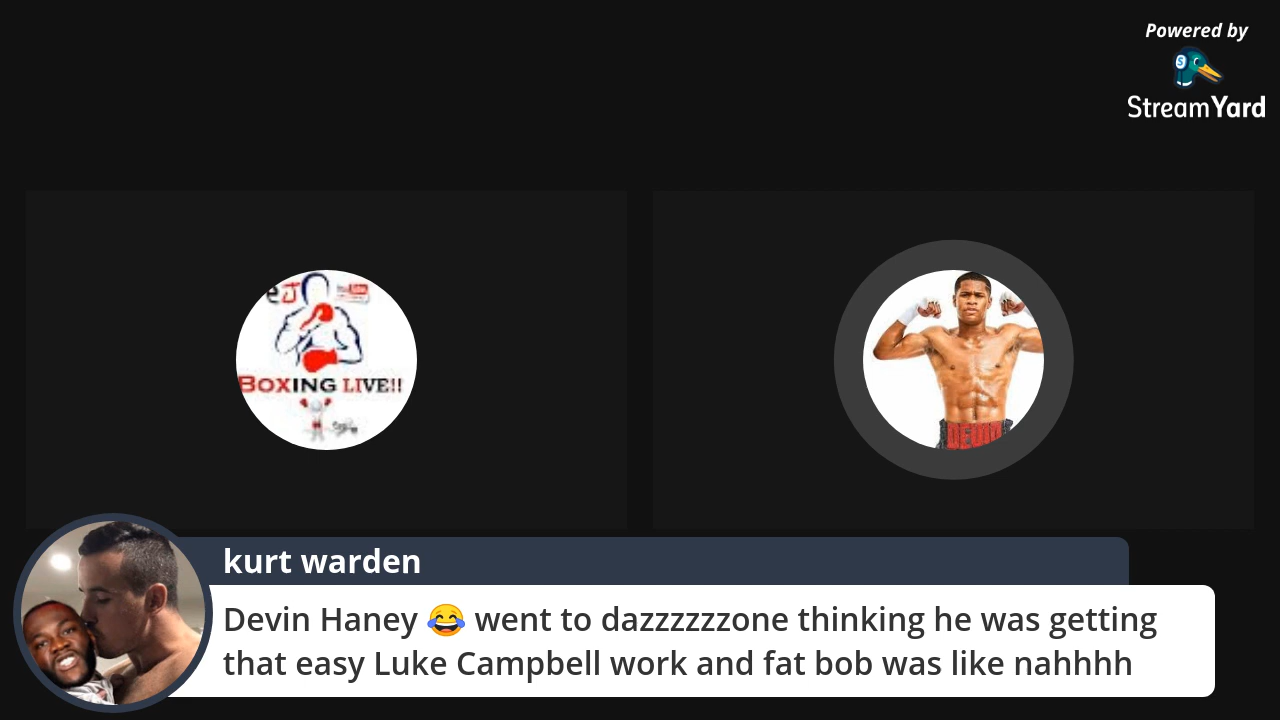 Powered by
StreamYard
BOXING LIVE!!
kurt warden
Devin Haney 😂 went to dazzzzzzone thinking he was getting
that easy Luke Campbell work and fat bob was like nahhhh